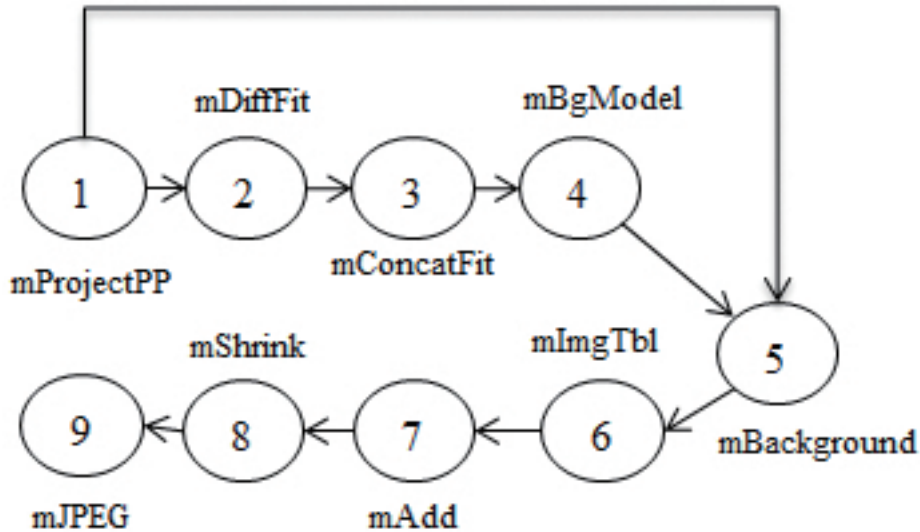 mDiffFit
mBgModel
1
2
3
4
mProjectPP
mConcatFit
mShrink
mImgTbl
5
9
8
7
6
mBackground
mJPEG
mAdd